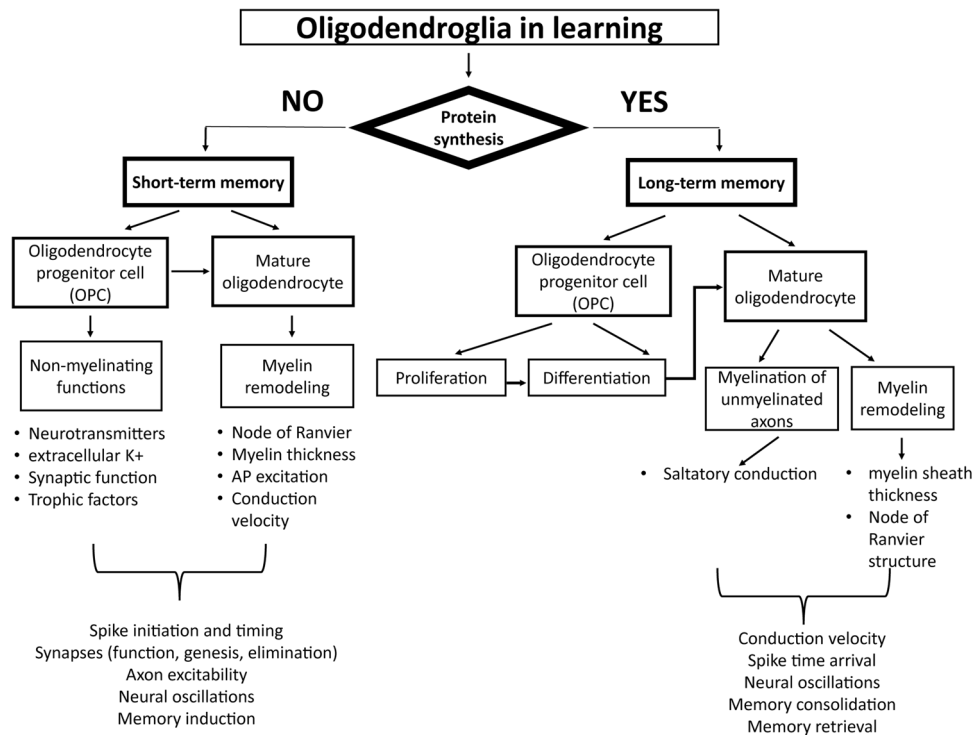 Oligodendroglia in learning
NO
YES
Protein
synthesis
Short-term memory
Long-term memory
Oligodendrocyte
progenitor cell
(OPC)
Mature
oligodendrocyte
Oligodendrocyte
progenitor cell
(OPC)
Mature
oligodendrocyte
Non-myelinating
functions
Myelin
remodeling
Proliferation
Differentiation
Myelination of
unmyelinated
axons
Myelin
remodeling
• Neurotransmitters
• extracellular K+
• Synaptic function
• Trophic factors
• Node of Ranvier
• Myelin thickness
• AP excitation
• Conduction
velocity
• Saltatory conduction
• myelin sheath
thickness
• Node of
Ranvier
structure
Spike initiation and timing
Synapses (function, genesis, elimination)
Axon excitability
Neural oscillations
Memory induction
Conduction velocity
Spike time arrival
Neural oscillations
Memory consolidation
Memory retrieval